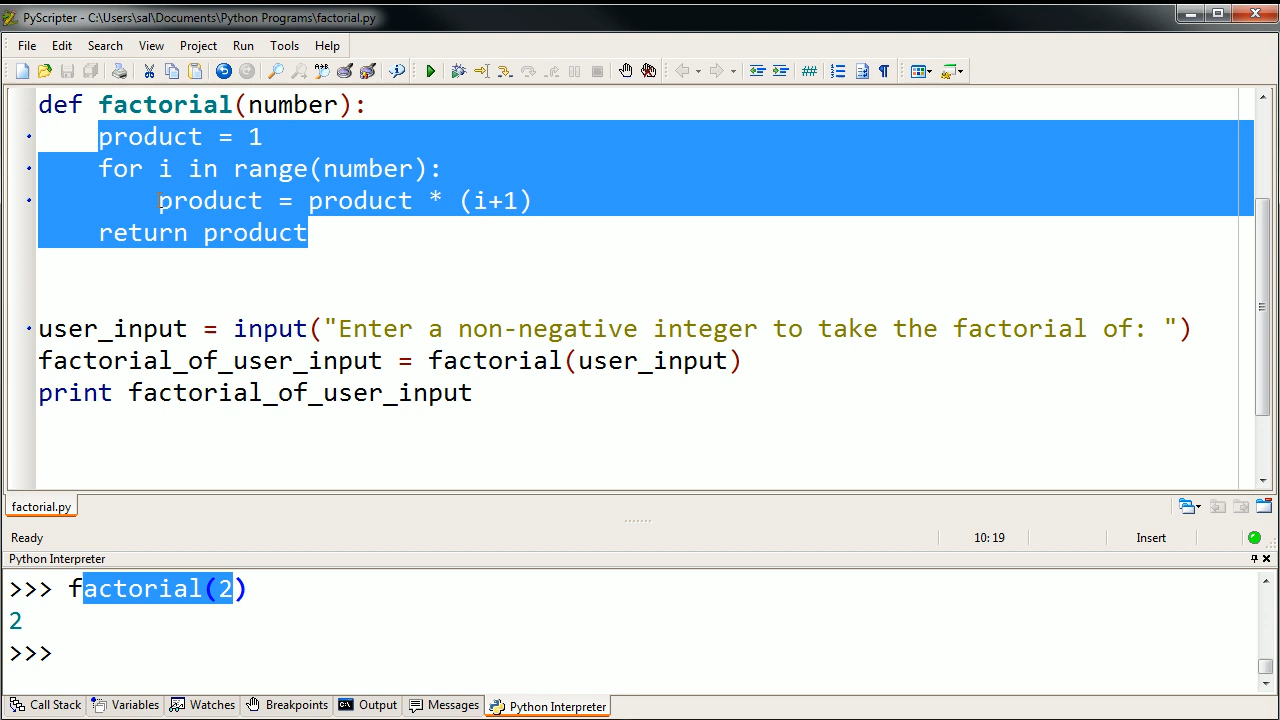 PyScripter - C:\Users\sal\Documents\Python Programs\factorial.py
File Edit Search View Project Run Tools Help
def factorial(number):
    product = 1
    for i in range(number):
        product = product * (i+1)
    return product
user_input = input("Enter a non-negative integer to take the factorial of: ")
factorial_of_user_input = factorial(user_input)
print factorial_of_user_input
factorial.py
Ready 10: 19 Insert
Python Interpreter
>>> factorial(2)
2
>>>
Call Stack Variables Watches Breakpoints Output Messages Python Interpreter